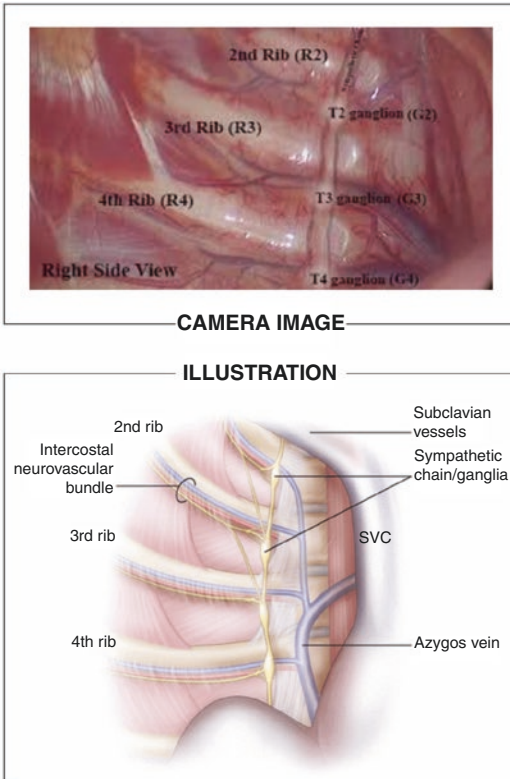 2nd Rib (R2)
T2 ganglion (G2)
3rd Rib (R3)
4th Rib (R4)
T3 ganglion (G3)
Right Side View
T4 ganglion (G4)
CAMERA IMAGE
ILLUSTRATION
2nd rib
Intercostal
neurovascular
bundle
3rd rib
4th rib
Subclavian
vessels
Sympathetic
chain/ganglia
SVC
Azygos vein